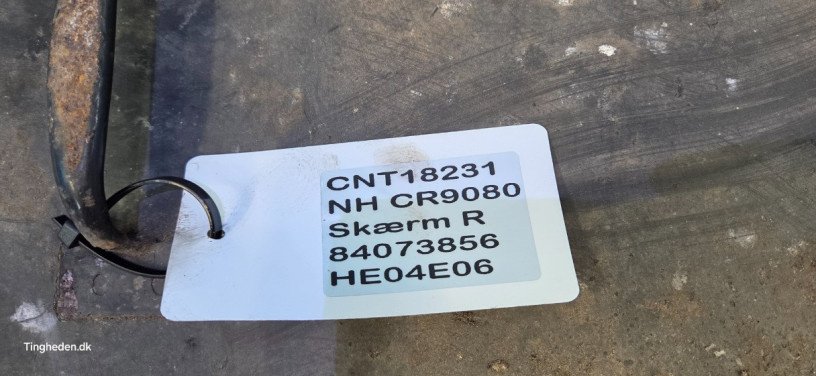 CNT18231
NH CR9080
Skærm R
84073856
HE04E06
Tingheden.dk